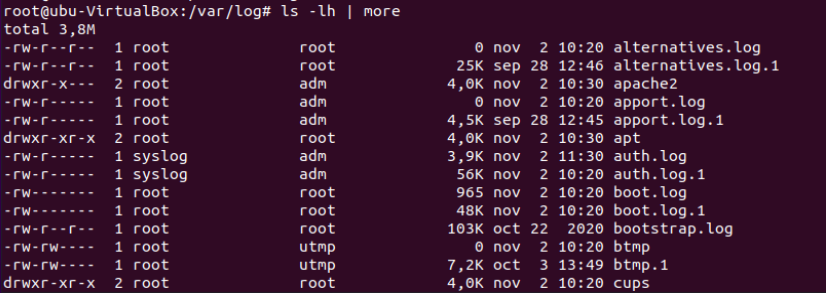 root@ubu-VirtualBox:/var/log# ls -lh | more
total 3,8M
-rw-r--r--  1 root            root               0 nov  2 10:20 alternatives.log
-rw-r--r--  1 root            root             25K sep 28 12:46 alternatives.log.1
drwxr-x---  2 root            adm             4,0K nov  2 10:30 apache2
-rw-r-----  1 root            adm                0 nov  2 10:20 apport.log
-rw-r-----  1 root            adm             4,5K sep 28 12:45 apport.log.1
drwxr-xr-x  2 root            root            4,0K nov  2 10:30 apt
-rw-r-----  1 syslog          adm             3,9K nov  2 11:30 auth.log
-rw-r-----  1 syslog          adm              56K nov  2 10:20 auth.log.1
-rw-------  1 root            root             965 nov  2 10:20 boot.log
-rw-------  1 root            root             48K nov  2 10:20 boot.log.1
-rw-r--r--  1 root            root            103K oct 22  2020 bootstrap.log
-rw-rw----  1 root            utmp               0 nov  2 10:20 btmp
-rw-rw----  1 root            utmp            7,2K oct  3 13:49 btmp.1
drwxr-xr-x  2 root            root            4,0K nov  2 10:20 cups